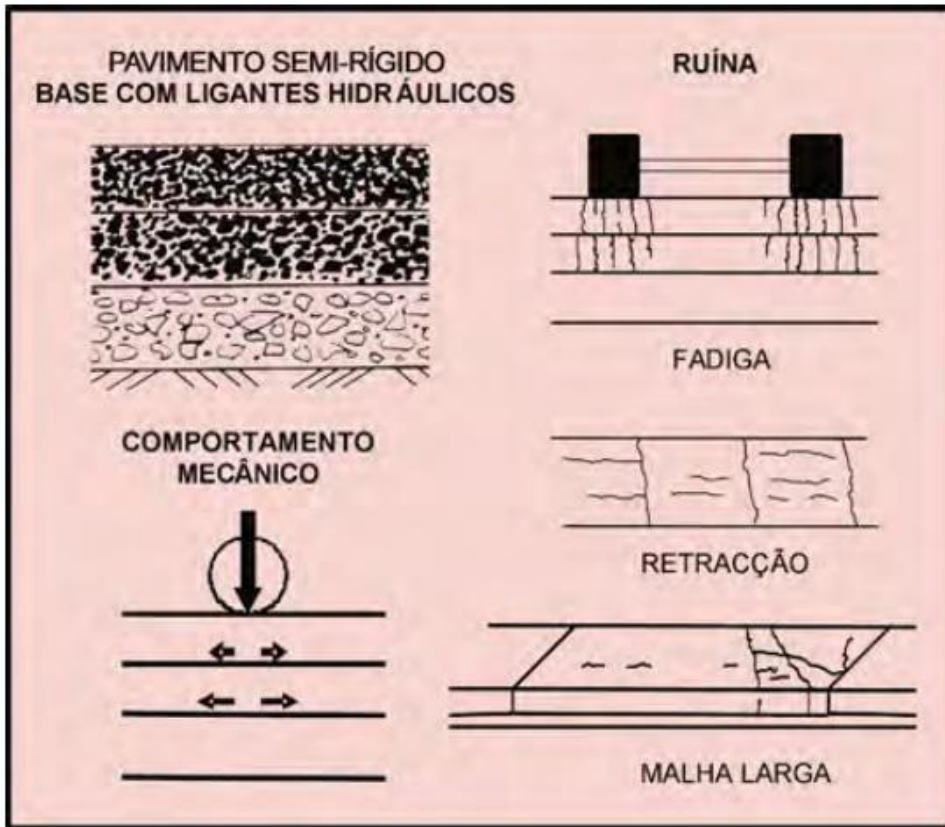 PAVIMENTO SEMI-RÍGIDO
BASE COM LIGANTES HIDRÁULICOS
COMPORTAMENTO
MECÂNICO
RUÍNA
FADIGA
RETRACÇÃO
MALHA LARGA